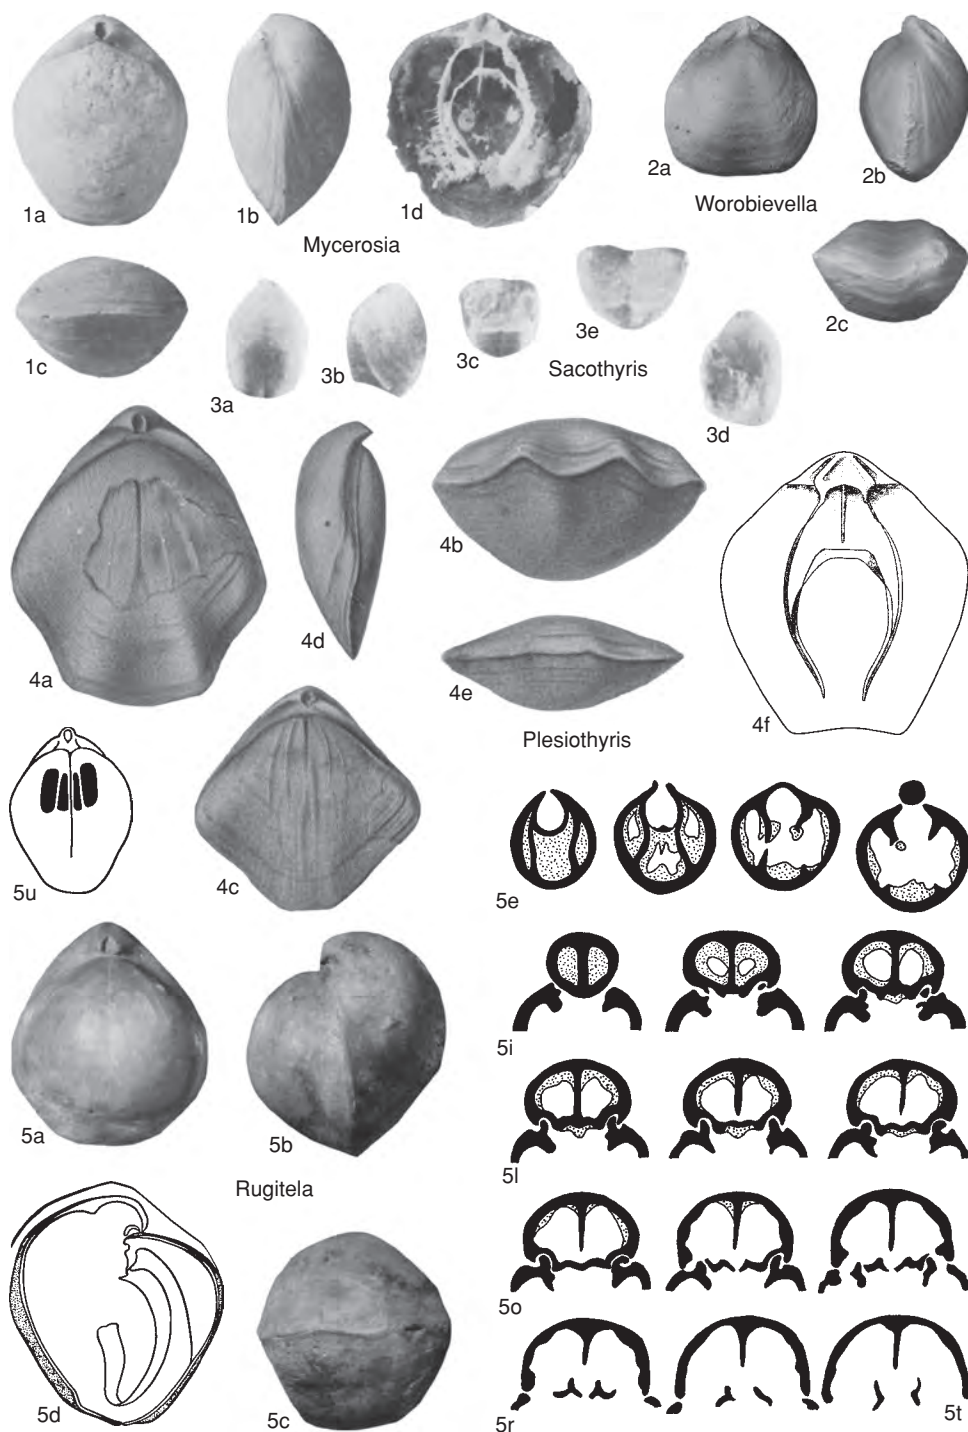 1a
1b
1d
2a
2b
Worobievella
Mycerosia
1c
3a
3b
3c
3e
2c
Sacothyris
3d
4a
4d
4b
4e
4f
Plesiothyris
5u
4c
5e
5a
5b
5i
Rugitela
5l
5d
5c
5o
5r
5t